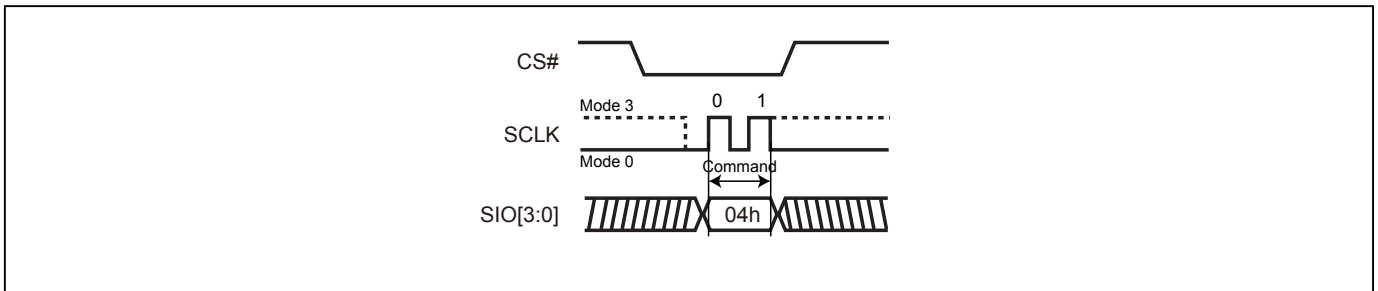 CS#
Mode 3
0 1
SCLK
Mode 0
Command
SIO[3:0]
04h